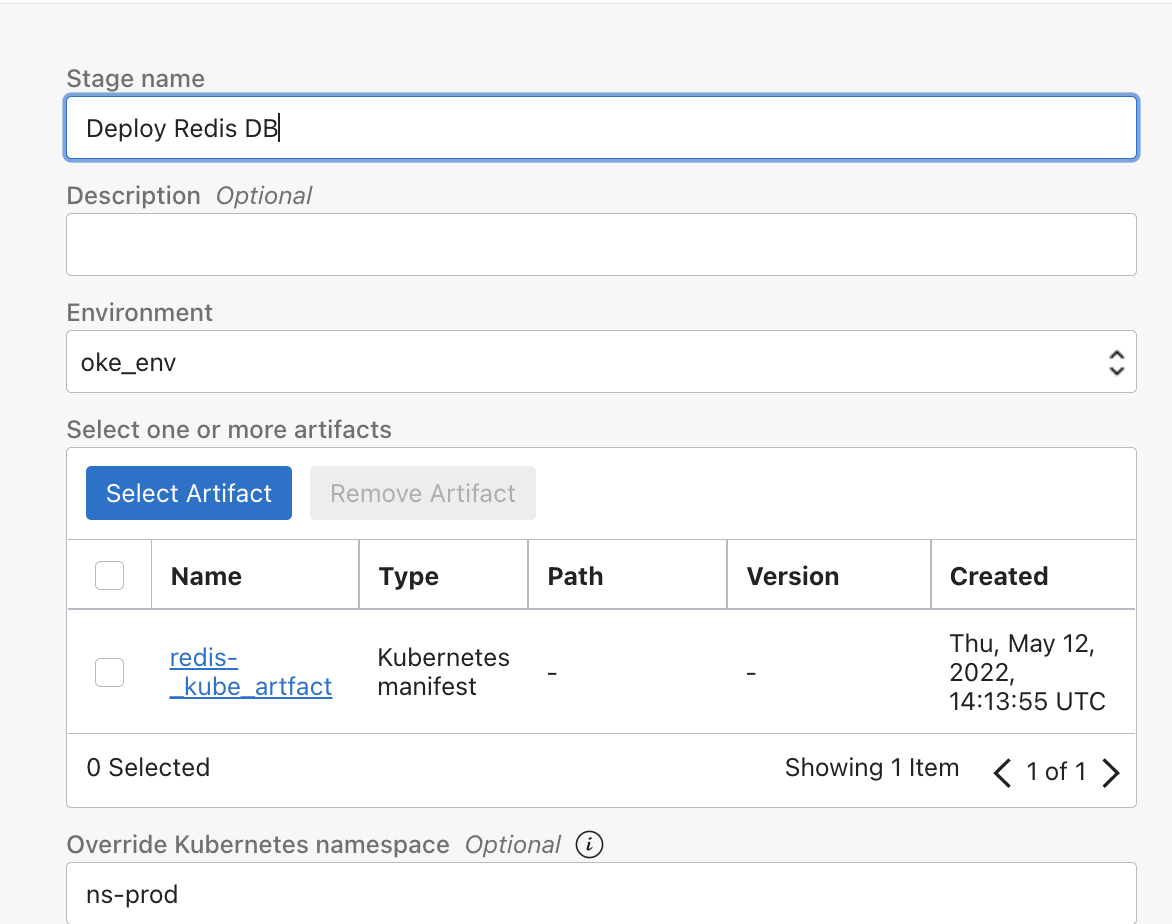 Stage name
Deploy Redis DB
Description Optional
Environment
oke_env
Select one or more artifacts
Select Artifact Remove Artifact
Name Type Path Version Created
redis-
_kube_artfact
Kubernetes
manifest
-
-
Thu, May 12,
2022,
14:13:55 UTC
0 Selected Showing 1 Item 1 of 1
Override Kubernetes namespace Optional i
ns-prod